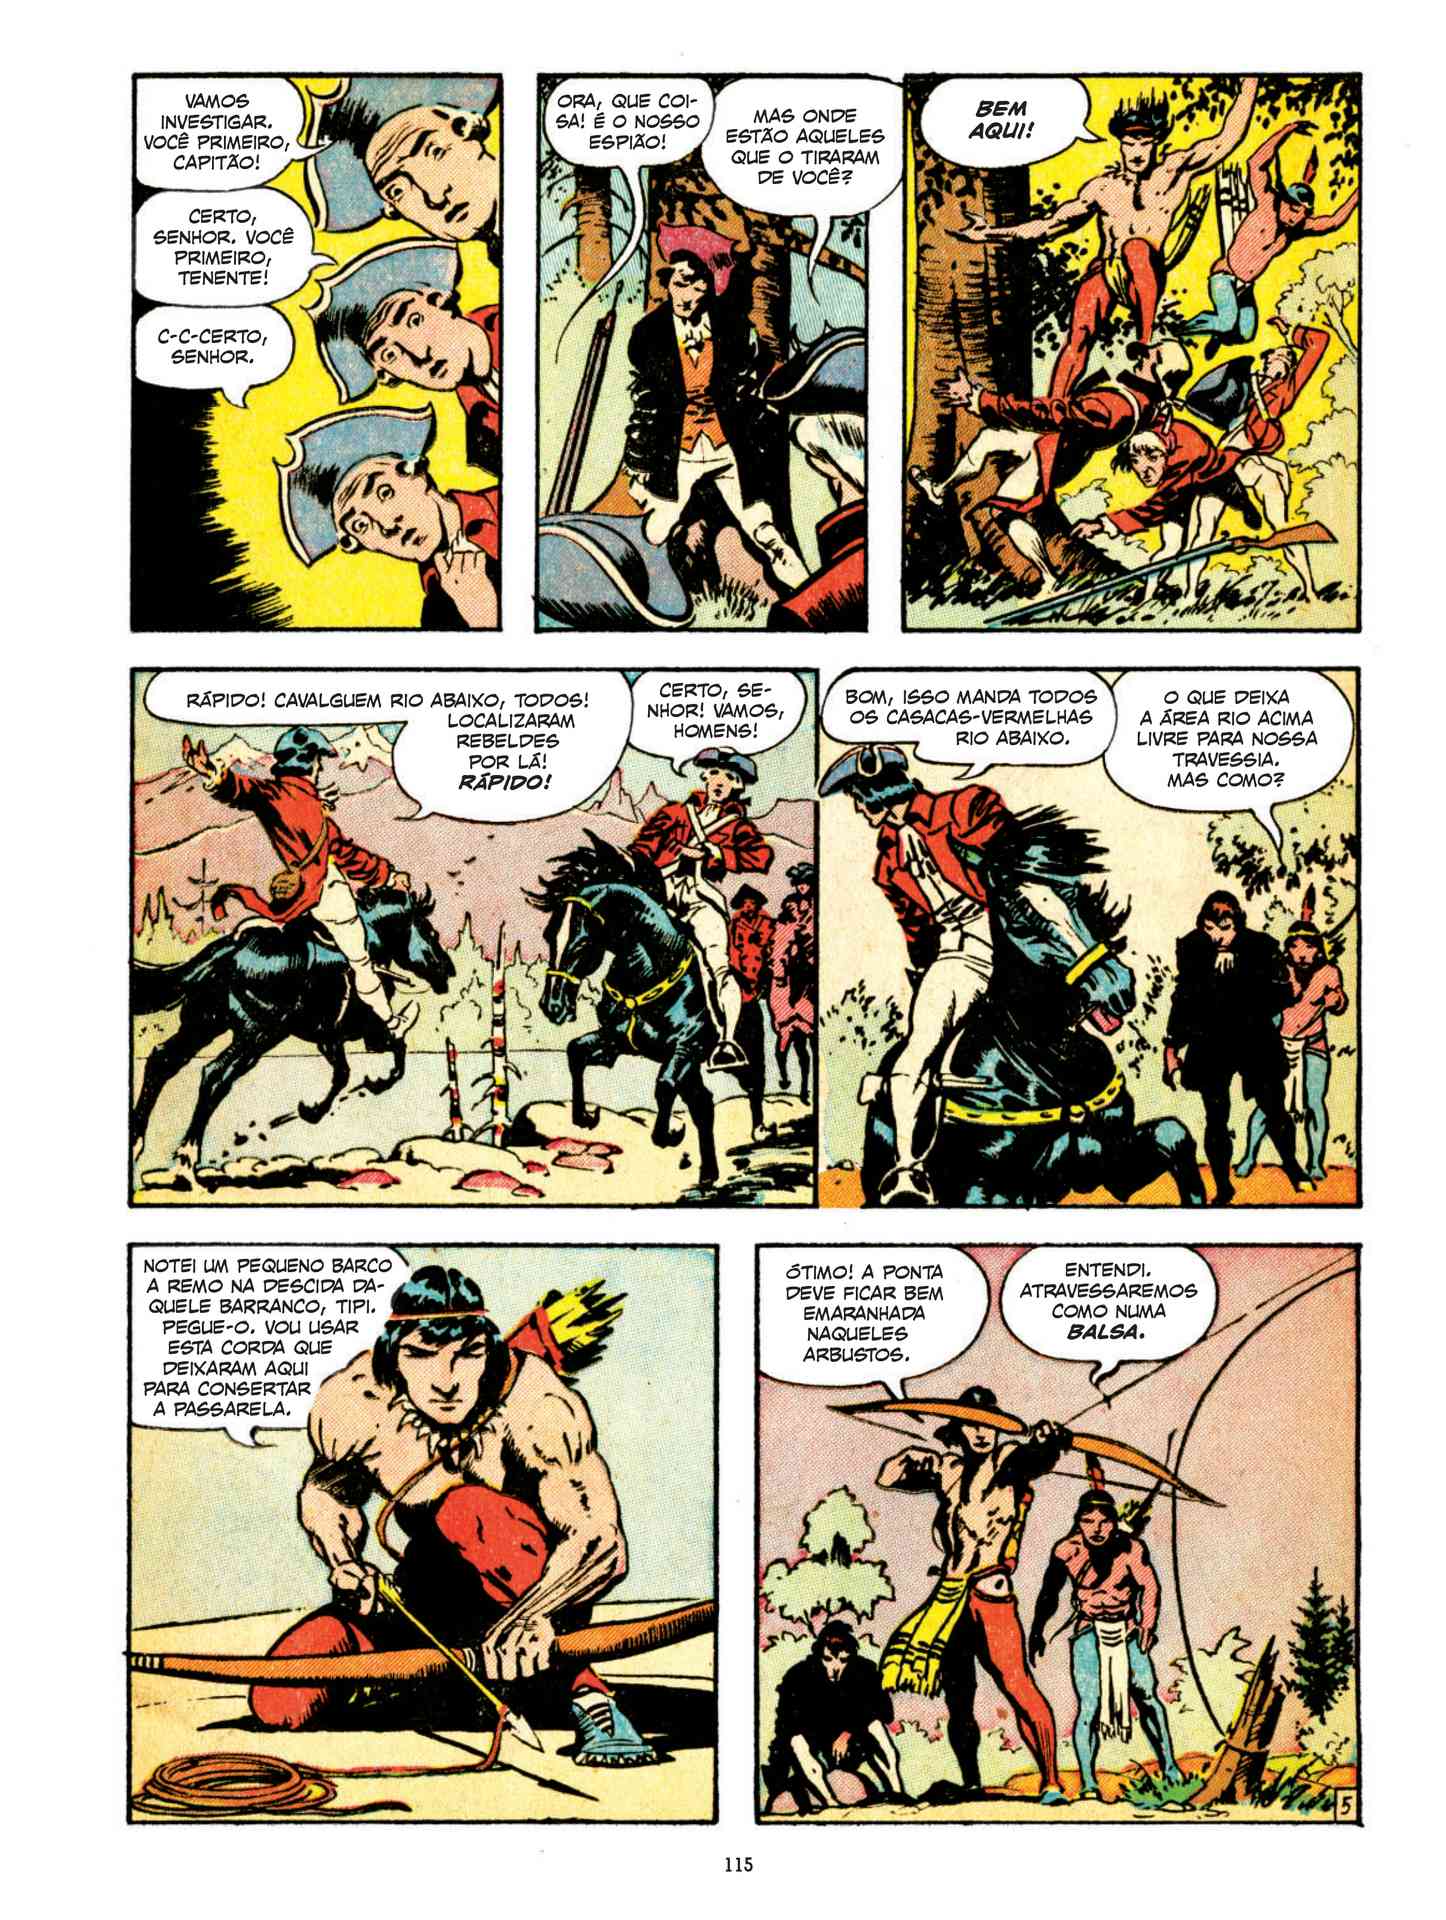 VAMOS
INVESTIGAR.
VOCÊ PRIMEIRO,
CAPITÃO!
CERTO,
SENHOR. VOCÊ
PRIMEIRO,
TENENTE!
C-C-CERTO,
SENHOR.
ORA, QUE COI-
SA! É O NOSSO
ESPIÃO!
MAS ONDE
ESTÃO AQUELES
QUE O TIRARAM
DE VOCÊ?
BEM
AQUI!
RÁPIDO! CAVALGUEM RIO ABAIXO, TODOS!
LOCALIZARAM
REBELDES
POR LÁ!
RÁPIDO!
CERTO, SE-
NHOR! VAMOS,
HOMENS!
BOM, ISSO MANDA TODOS
OS CASACAS-VERMELHAS
RIO ABAIXO.
O QUE DEIXA
A ÁREA RIO ACIMA
LIVRE PARA NOSSA
TRAVESSIA.
MAS COMO?
NOTEI UM PEQUENO BARCO
A REMO NA DESCIDA DA-
QUELE BARRANCO, TIPI.
PEGUE-O. VOU USAR
ESTA CORDA QUE
DEIXARAM AQUI
PARA CONSERTAR
A PASSARELA.
ÓTIMO! A PONTA
DEVE FICAR BEM
EMARANHADA
NAQUELES
ARBUSTOS.
ENTENDI.
ATRAVESSAREMOS
COMO NUMA
BALSA.
5
115